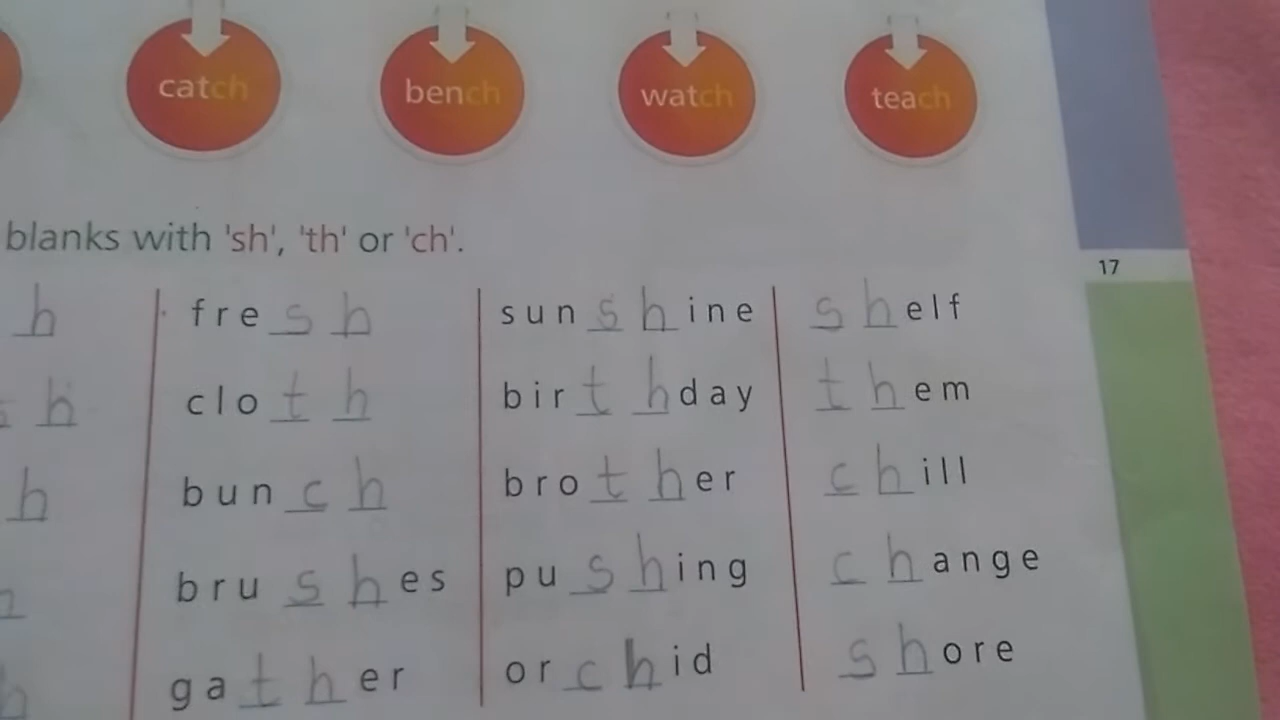 catch bench watch teach
blanks with 'sh', 'th' or 'ch'.
17
h fresh sunshine shelf
h cloth birthday them
h bunch brother chill
brushes pushing change
gather orchid shore